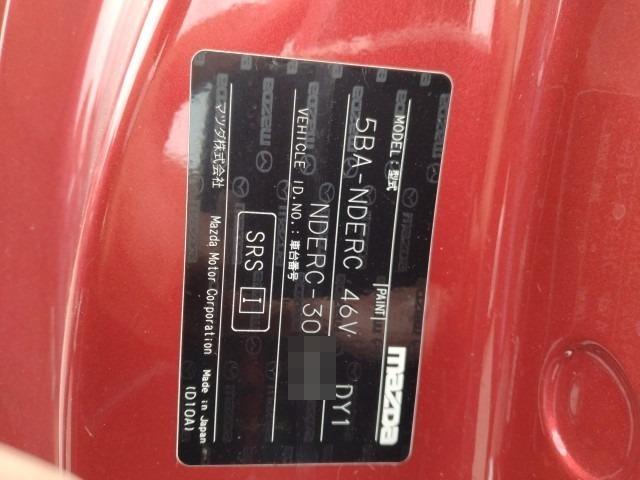 MODEL:型式 |PAINT| mazda
5BA-NDERC 46V
VEHICLE ID.NO.:車台番号
NDERC-30 DY1
SRS I
マツダ株式会社 Mazda Motor Corporation Made in Japan
(D10A)